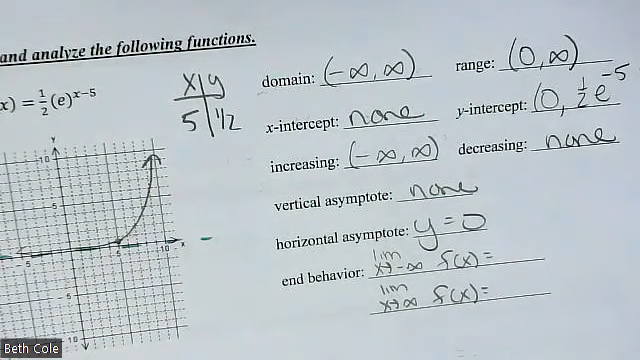 and analyze the following functions.
x) = 1/2 (e)^x-5
x | y
5 | 1/2
domain: (-∞, ∞)
range: (0, ∞)
x-intercept: none
y-intercept: (0, 1/2 e^-5
increasing: (-∞, ∞)
decreasing: none
vertical asymptote: none
horizontal asymptote: y = 0
end behavior: lim x→-∞ f(x) =
lim x→∞ f(x) =
Y
10
5
-5
5
10
x
-5
10
Beth Cole